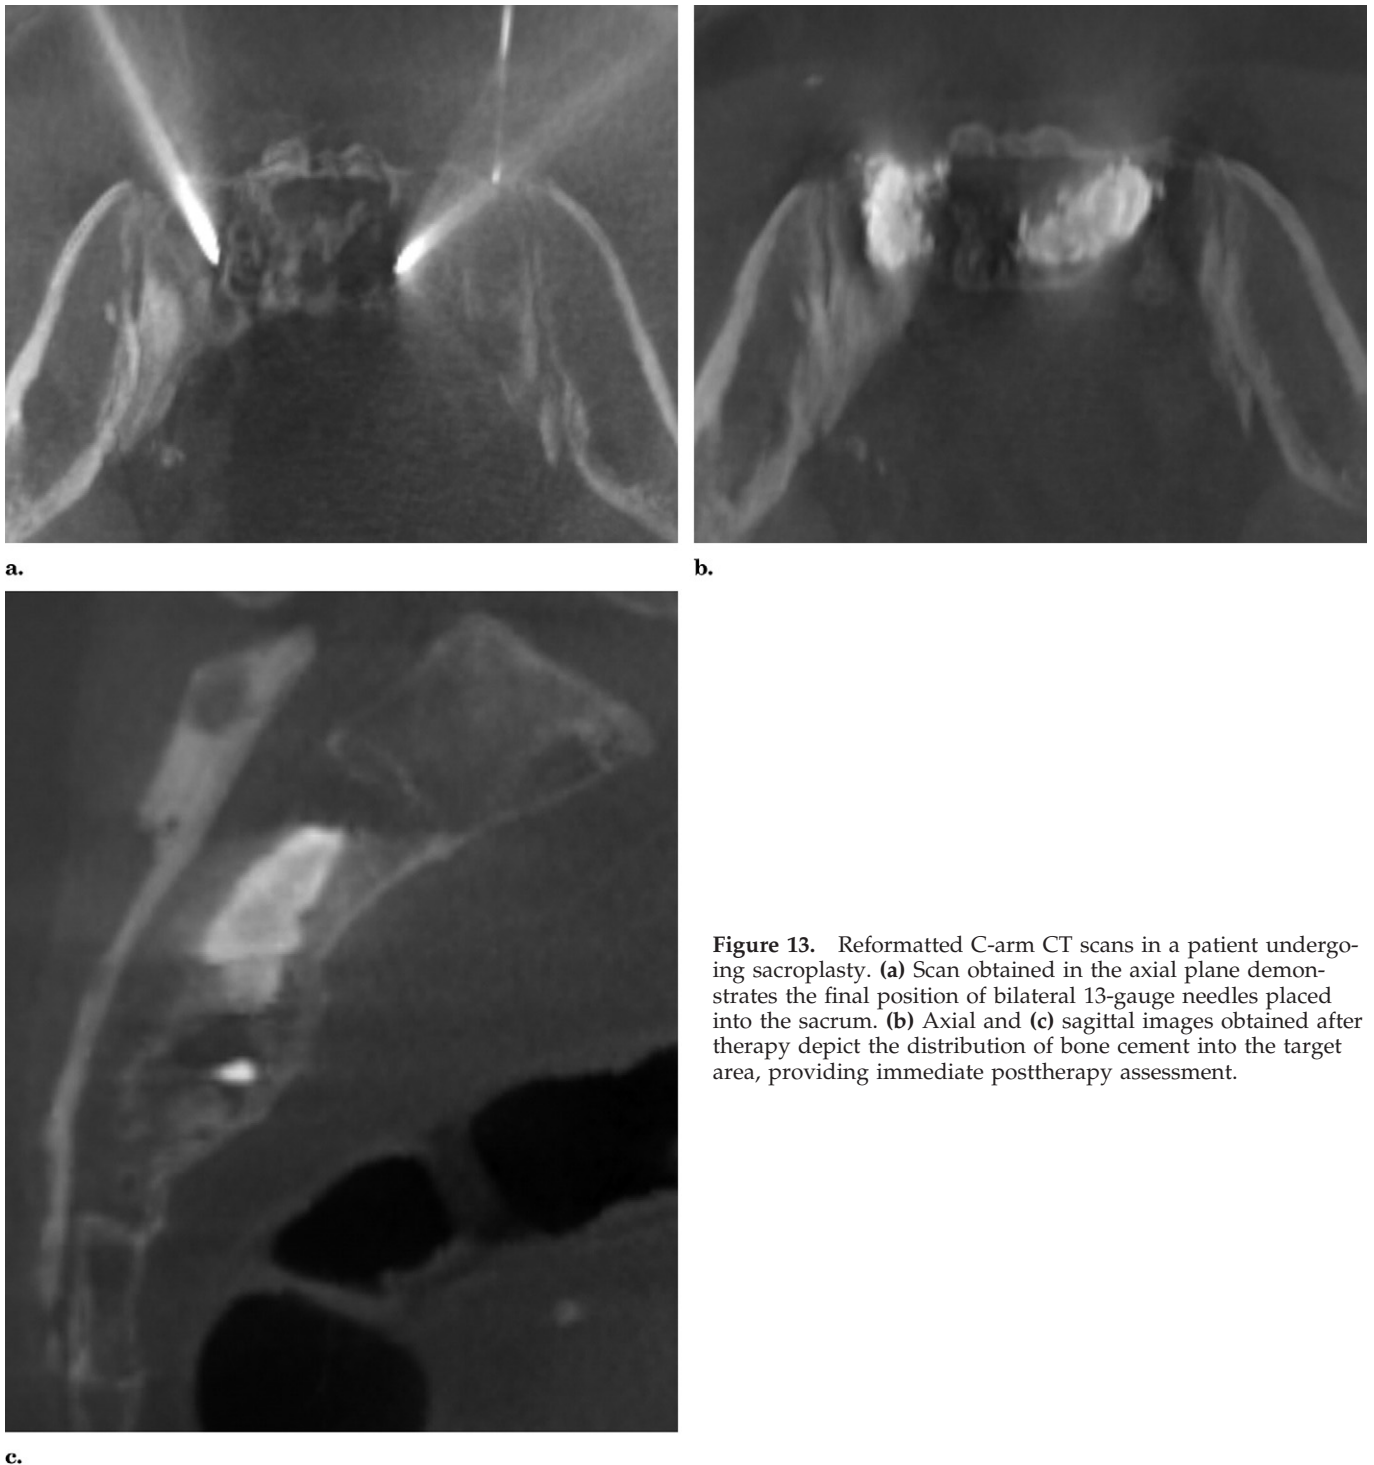 a.
b.
c.
Figure 13. Reformatted C-arm CT scans in a patient undergo-
ing sacroplasty. (a) Scan obtained in the axial plane demon-
strates the final position of bilateral 13-gauge needles placed
into the sacrum. (b) Axial and (c) sagittal images obtained after
therapy depict the distribution of bone cement into the target
area, providing immediate posttherapy assessment.